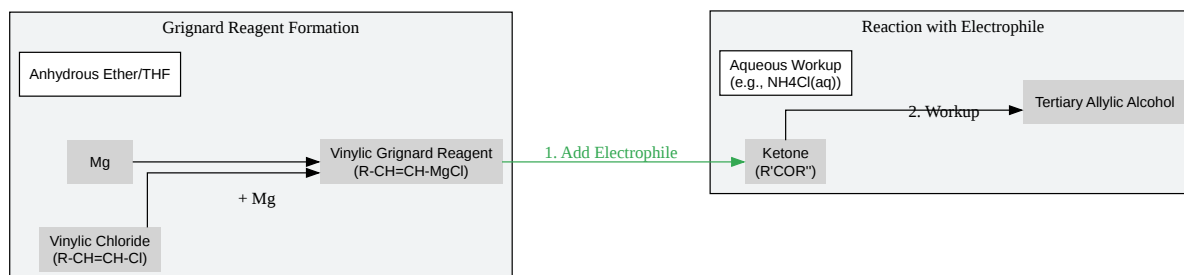 Grignard Reagent Formation
Anhydrous Ether/THF
Mg
Vinylic Grignard Reagent
(R-CH=CH-MgCl)
+ Mg
Vinylic Chloride
(R-CH=CH-Cl)
1. Add Electrophile
Reaction with Electrophile
Aqueous Workup
(e.g., NH4Cl(aq))
Ketone
(R'COR")
2. Workup
Tertiary Allylic Alcohol